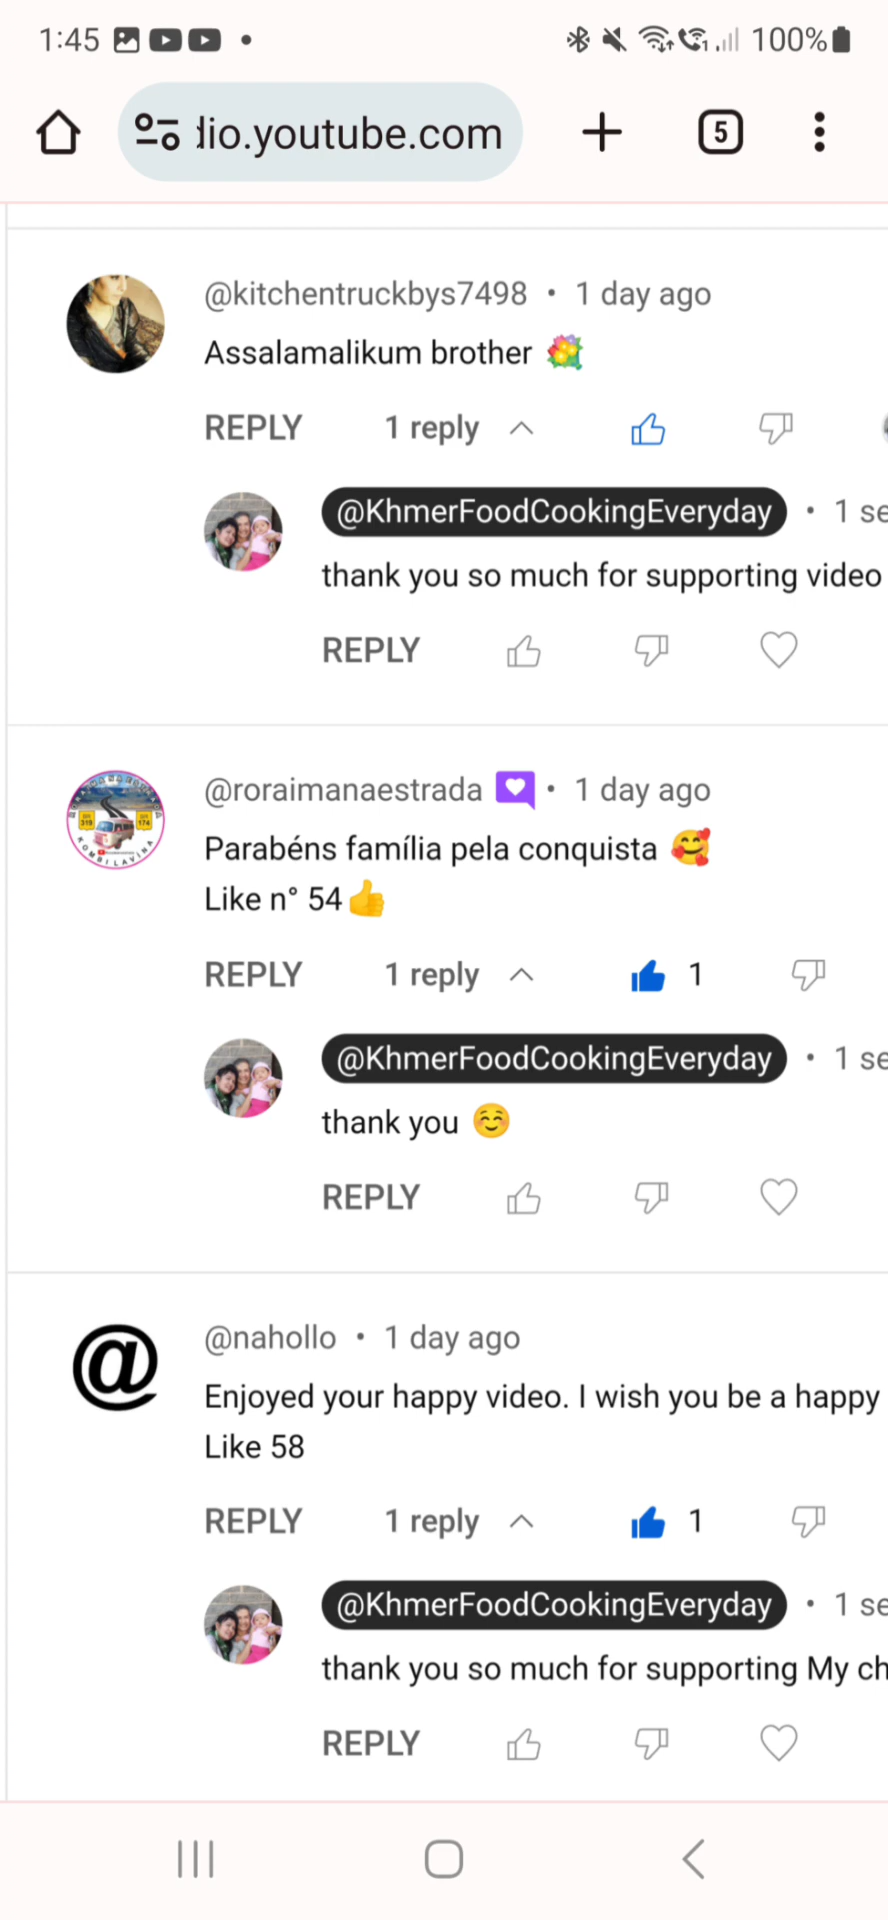 1:45
100%
dio.youtube.com
5
@kitchentruckbys7498 • 1 day ago
Assalamalikum brother 💐
REPLY 1 reply
@KhmerFoodCookingEveryday • 1 se
thank you so much for supporting video
REPLY
@roraimanaestrada • 1 day ago
Parabéns família pela conquista 🥰
Like n° 54👍
REPLY 1 reply 1
@KhmerFoodCookingEveryday • 1 se
thank you ☺️
REPLY
@nahollo • 1 day ago
Enjoyed your happy video. I wish you be a happy
Like 58
REPLY 1 reply 1
@KhmerFoodCookingEveryday • 1 se
thank you so much for supporting My ch
REPLY